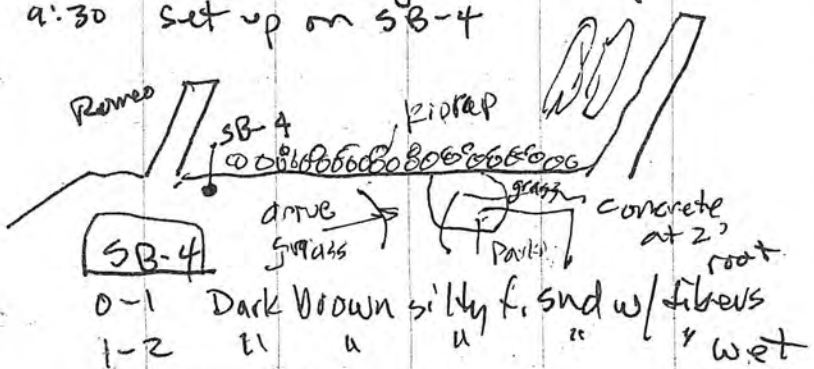 9:30 set up on SB-4
Romeo
SB-4
Riprap
grass
concrete
at 2'
grass
SB-4
root
0-1 Dark brown silty f. snd w/ fibers
1-2 " " " " " wet